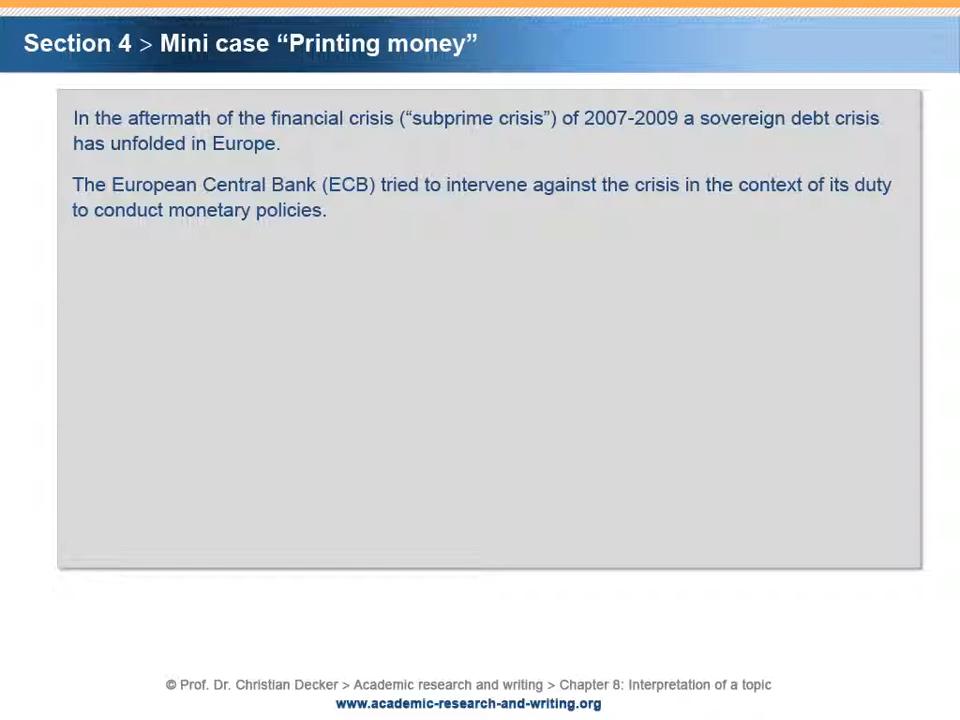 Section 4 > Mini case “Printing money”
In the aftermath of the financial crisis (“subprime crisis”) of 2007-2009 a sovereign debt crisis
has unfolded in Europe.
The European Central Bank (ECB) tried to intervene against the crisis in the context of its duty
to conduct monetary policies.
© Prof. Dr. Christian Decker > Academic research and writing > Chapter 8: Interpretation of a topic
www.academic-research-and-writing.org